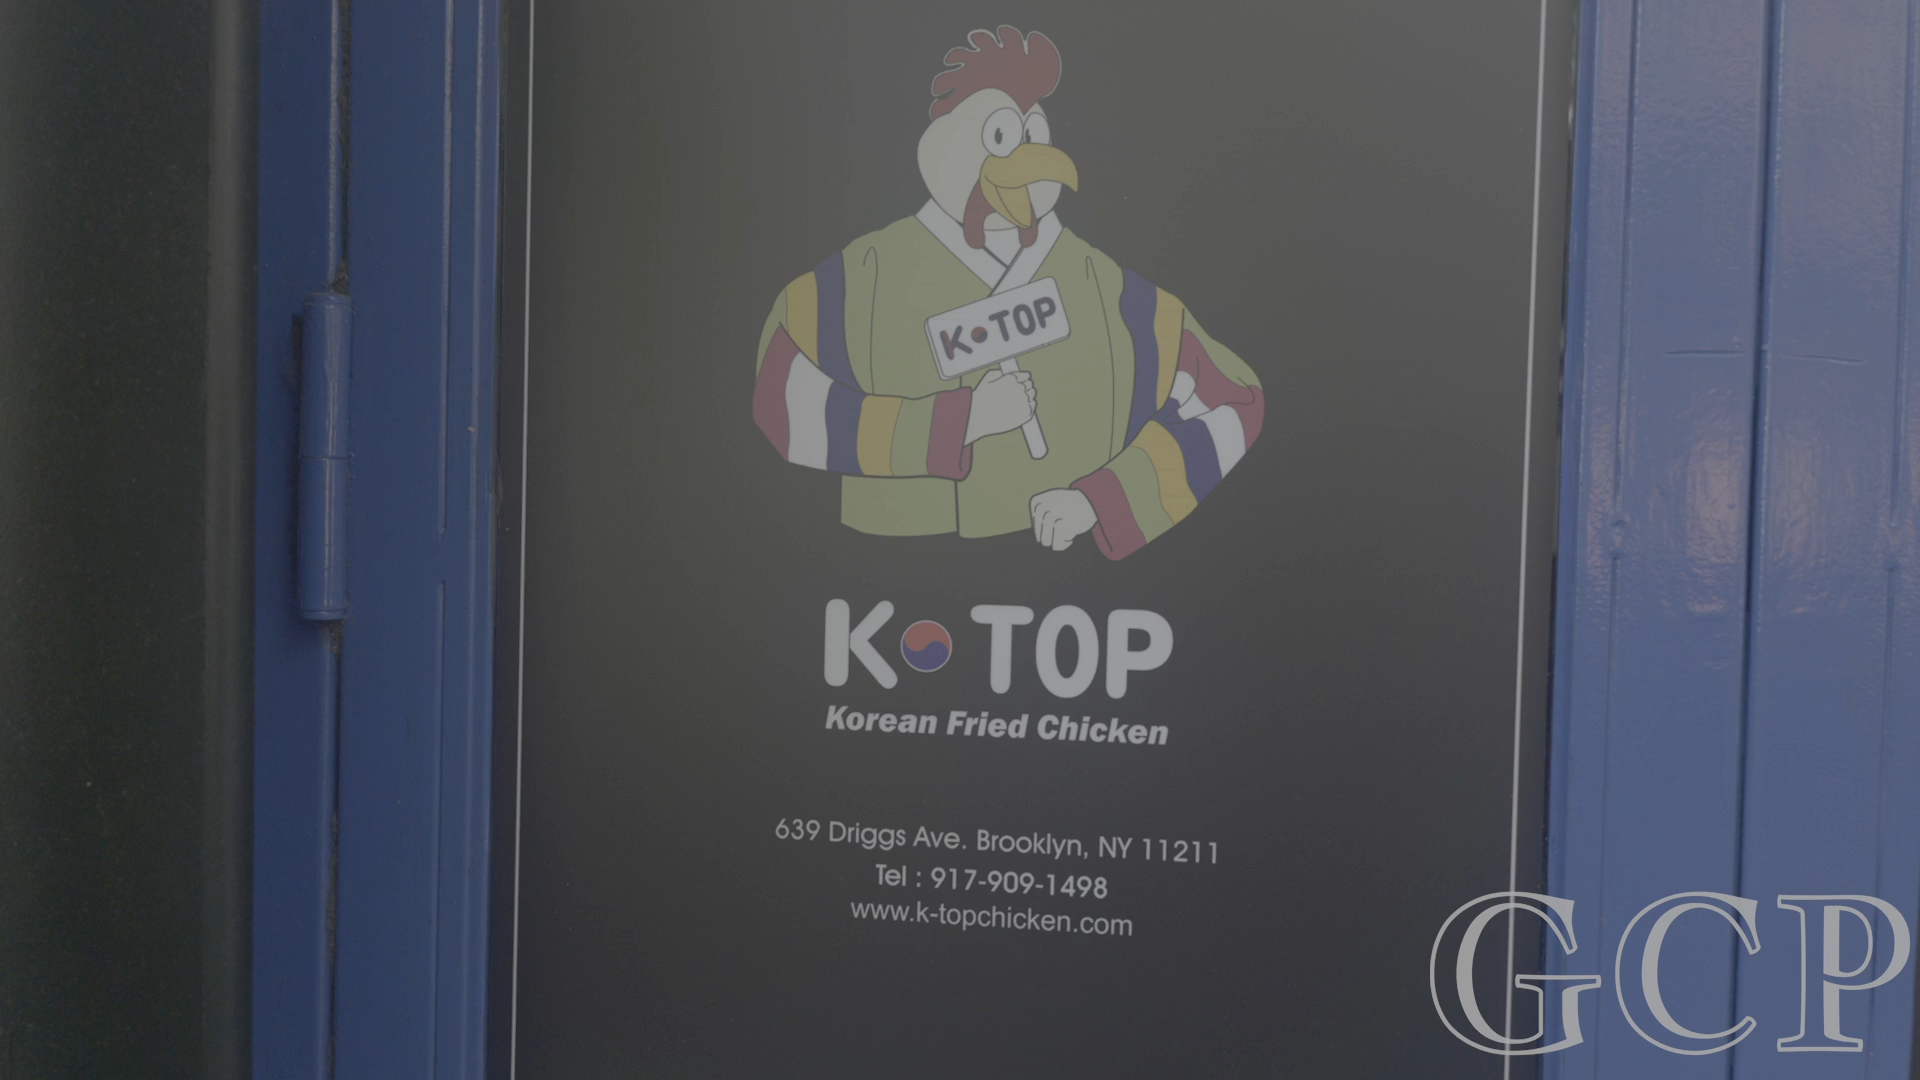 K TOP
K TOP
Korean Fried Chicken
639 Driggs Ave. Brooklyn, NY 11211
Tel : 917-909-1498
www.k-topchicken.com
GCP